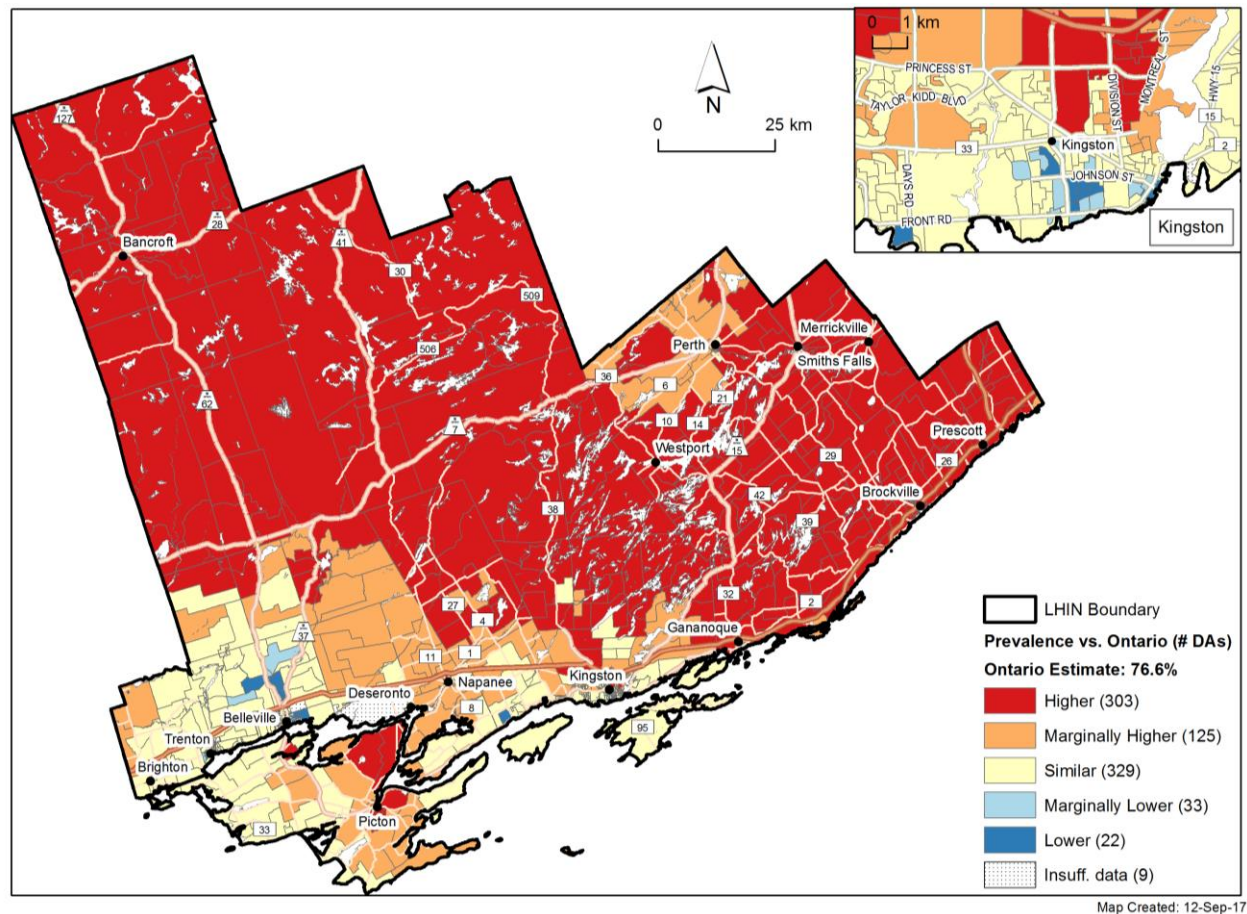 0 1 km
PRINCESS ST
TAYLOR KIDD BLVD
DIVISION ST
MONTREAL ST
HWY 15
15
33
2
Kingston
JOHNSON ST
DAYS RD
FRONT RD
Kingston
N
0 25 km
127
28
41
Bancroft
30
509
506
62
7
36
Perth
Merrickville
Smiths Falls
6
21
10
14
Westport
15
29
Prescott
26
Brockville
42
39
38
32
2
27
4
37
11
1
Gananoque
Kingston
Napanee
Deseronto
8
Belleville
95
Trenton
Brighton
Picton
33
LHIN Boundary
Prevalence vs. Ontario (# DAs)
Ontario Estimate: 76.6%
Higher (303)
Marginally Higher (125)
Similar (329)
Marginally Lower (33)
Lower (22)
Insuff. data (9)
Map Created: 12-Sep-17